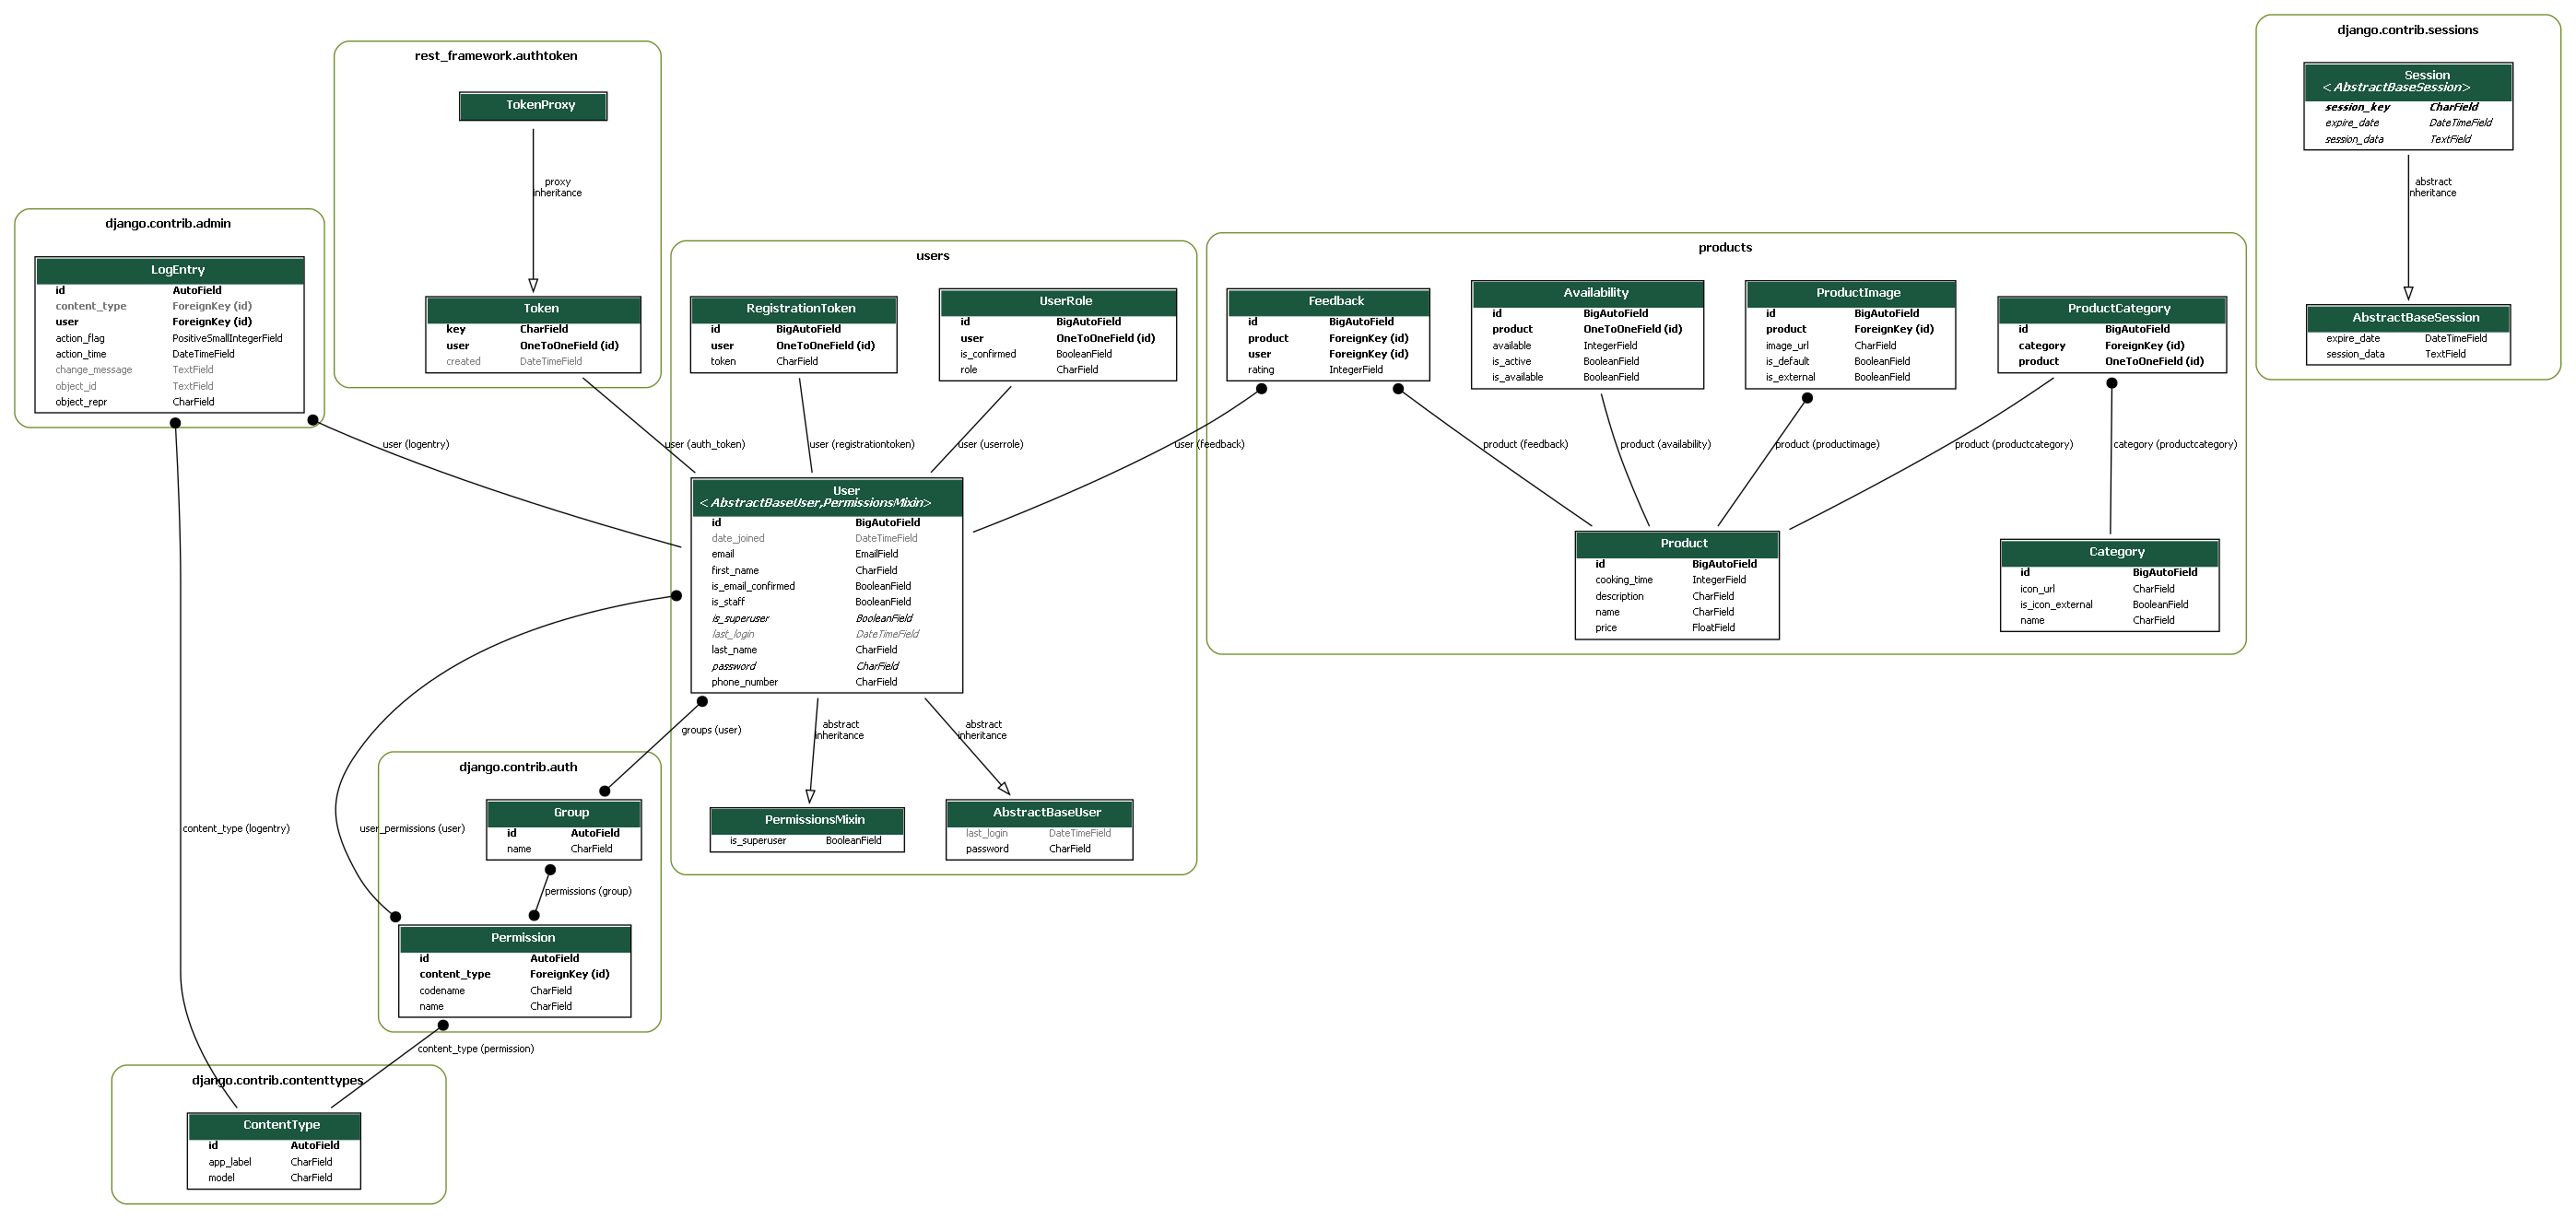 django.contrib.sessions
Session
<AbstractBaseSession>
session_key CharField
expire_date DateTimeField
session_data TextField
abstract
inheritance
AbstractBaseSession
expire_date DateTimeField
session_data TextField
rest_framework.authtoken
TokenProxy
proxy
inheritance
Token
key CharField
user OneToOneField (id)
created DateTimeField
django.contrib.admin
LogEntry
id AutoField
content_type ForeignKey (id)
user ForeignKey (id)
action_flag PositiveSmallIntegerField
action_time DateTimeField
change_message TextField
object_id TextField
object_repr CharField
users
RegistrationToken
id BigAutoField
user OneToOneField (id)
token CharField
UserRole
id BigAutoField
user OneToOneField (id)
is_confirmed BooleanField
role CharField
products
Feedback
id BigAutoField
product ForeignKey (id)
user ForeignKey (id)
rating IntegerField
Availability
id BigAutoField
product OneToOneField (id)
available IntegerField
is_active BooleanField
is_available BooleanField
ProductImage
id BigAutoField
product ForeignKey (id)
image_url CharField
is_default BooleanField
is_external BooleanField
ProductCategory
id BigAutoField
category ForeignKey (id)
product OneToOneField (id)
user (logentry)
user (auth_token)
user (registrationtoken)
user (userrole)
user (feedback)
product (feedback)
product (availability)
product (productimage)
product (productcategory)
category (productcategory)
User
<AbstractBaseUser,PermissionsMixin>
id BigAutoField
date_joined DateTimeField
email EmailField
first_name CharField
is_email_confirmed BooleanField
is_staff BooleanField
is_superuser BooleanField
last_login DateTimeField
last_name CharField
password CharField
phone_number CharField
Product
id BigAutoField
cooking_time IntegerField
description CharField
name CharField
price FloatField
Category
id BigAutoField
icon_url CharField
is_icon_external BooleanField
name CharField
groups (user)
abstract
inheritance
abstract
inheritance
PermissionsMixin
is_superuser BooleanField
AbstractBaseUser
last_login DateTimeField
password CharField
django.contrib.auth
Group
id AutoField
name CharField
content_type (logentry)
user_permissions (user)
permissions (group)
Permission
id AutoField
content_type ForeignKey (id)
codename CharField
name CharField
content_type (permission)
django.contrib.contenttypes
ContentType
id AutoField
app_label CharField
model CharField